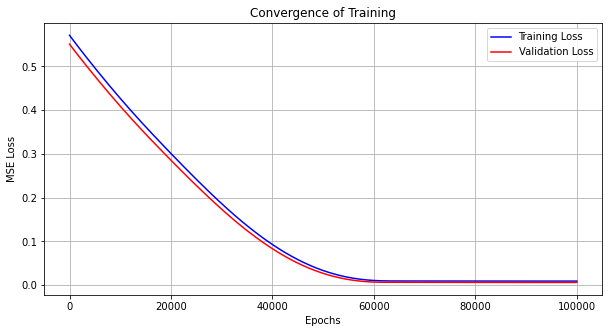 Convergence of Training
Training Loss
Validation Loss
0.5
0.4
0.3
0.2
0.1
0.0
MSE Loss
0 20000 40000 60000 80000 100000
Epochs